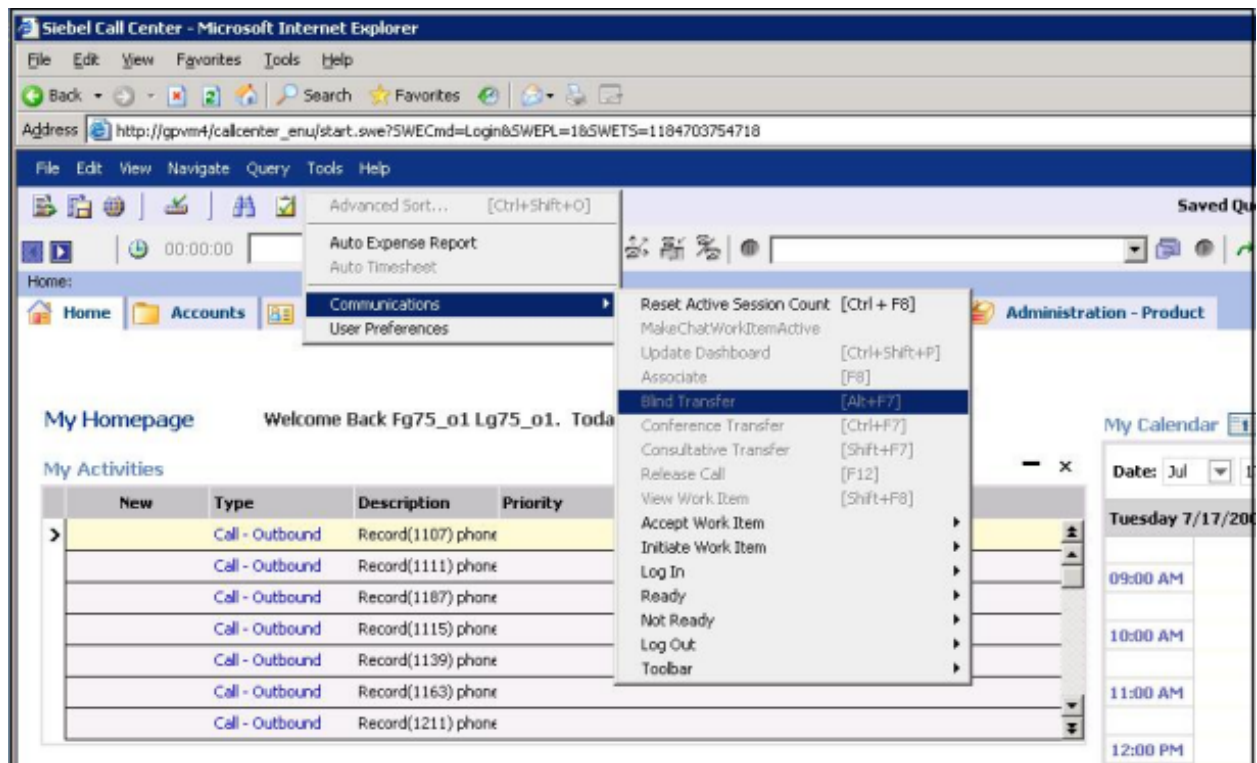 Siebel Call Center - Microsoft Internet Explorer
File Edit View Favorites Tools Help
Back Search Favorites
Address http://gpvm4/callcenter_enu/start.swe?SWECmd=Login&SWEPL=1&SWETS=1184703754718
File Edit View Navigate Query Tools Help
Saved Qu
00:00:00
Advanced Sort... [Ctrl+Shift+O]
Auto Expense Report
Auto Timesheet
Communications
User Preferences
Home:
Home Accounts Administration - Product
Reset Active Session Count [Ctrl + F8]
MakeChatWorkItemActive
Update Dashboard [Ctrl+Shift+P]
Associate [F8]
Blind Transfer [Alt+F7]
Conference Transfer [Ctrl+F7]
Consultative Transfer [Shift+F7]
Release Call [F12]
View Work Item [Shift+F8]
Accept Work Item
Initiate Work Item
Log In
Ready
Not Ready
Log Out
Toolbar
My Homepage Welcome Back Fg75_o1 Lg75_o1. Toda
My Activities
New Type Description Priority
Call - Outbound Record(1107) phone
Call - Outbound Record(1111) phone
Call - Outbound Record(1187) phone
Call - Outbound Record(1115) phone
Call - Outbound Record(1139) phone
Call - Outbound Record(1163) phone
Call - Outbound Record(1211) phone
My Calendar
Date: Jul 1
Tuesday 7/17/200
09:00 AM
10:00 AM
11:00 AM
12:00 PM